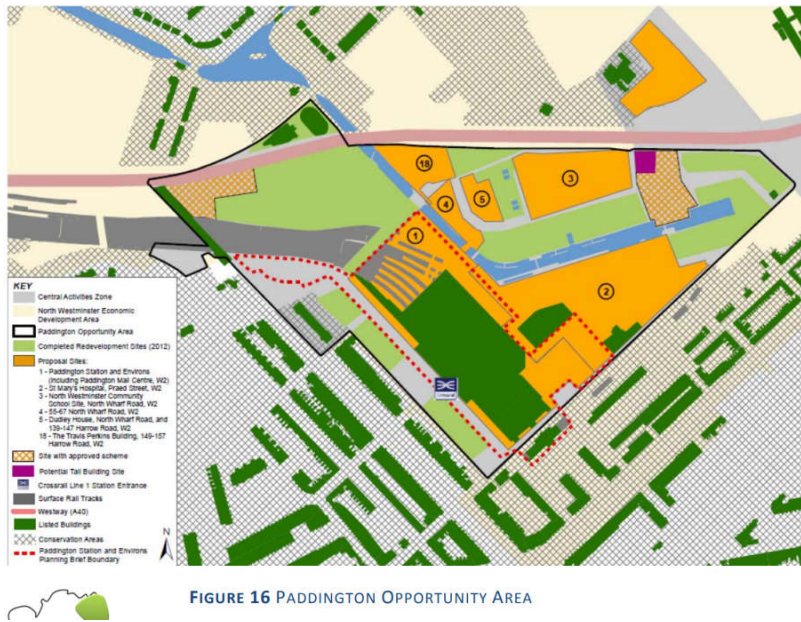 18
3
4
5
1
2
KEY
Central Activities Zone
North Westminster Economic
Development Area
Paddington Opportunity Area
Completed Redevelopment Sites (2012)
Proposal Sites:
1 - Paddington Station and Environs
(including Paddington Mail Centre, W2)
2 - St Mary's Hospital, Praed Street, W2
3 - North Westminster Community
School Site, North Wharf Road, W2
4 - 55-67 North Wharf Road, W2
5 - Dudley House, North Wharf Road, and
139-147 Harrow Road, W2
18 - The Travis Perkins Building, 149-157
Harrow Road, W2
Site with approved scheme
Potential Tall Building Site
Crossrail Line 1 Station Entrance
Surface Rail Tracks
Westway (A40)
Listed Buildings
Conservation Areas
Paddington Station and Environs
Planning Brief Boundary
N
Crossrail
FIGURE 16 PADDINGTON OPPORTUNITY AREA